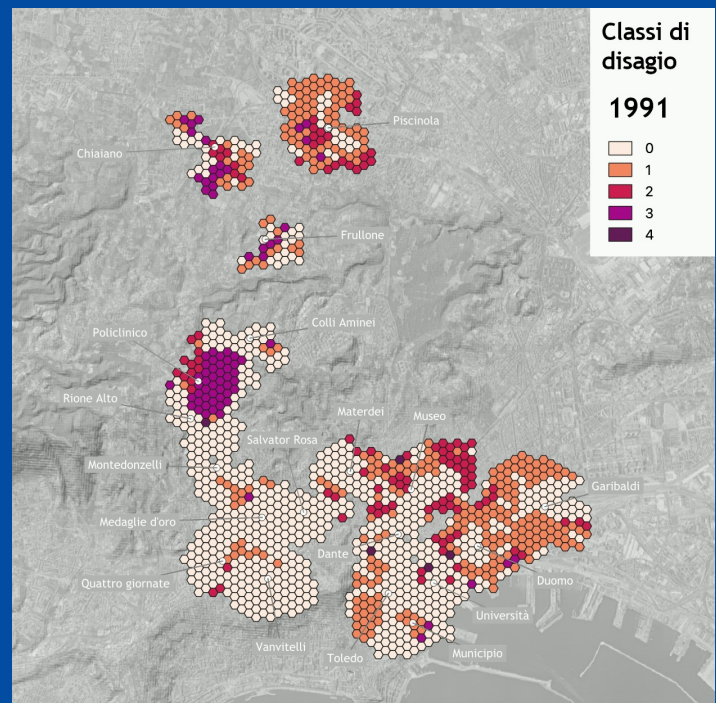 Classi di
disagio
1991
0
1
2
3
4
Piscinola
Chiaiano
Frullone
Colli Aminei
Policlinico
Rione Alto
Materdei
Museo
Salvator Rosa
Montedonzelli
Garibaldi
Medaglie d'oro
Dante
Quattro giornate
Duomo
Università
Vanvitelli
Toledo
Municipio